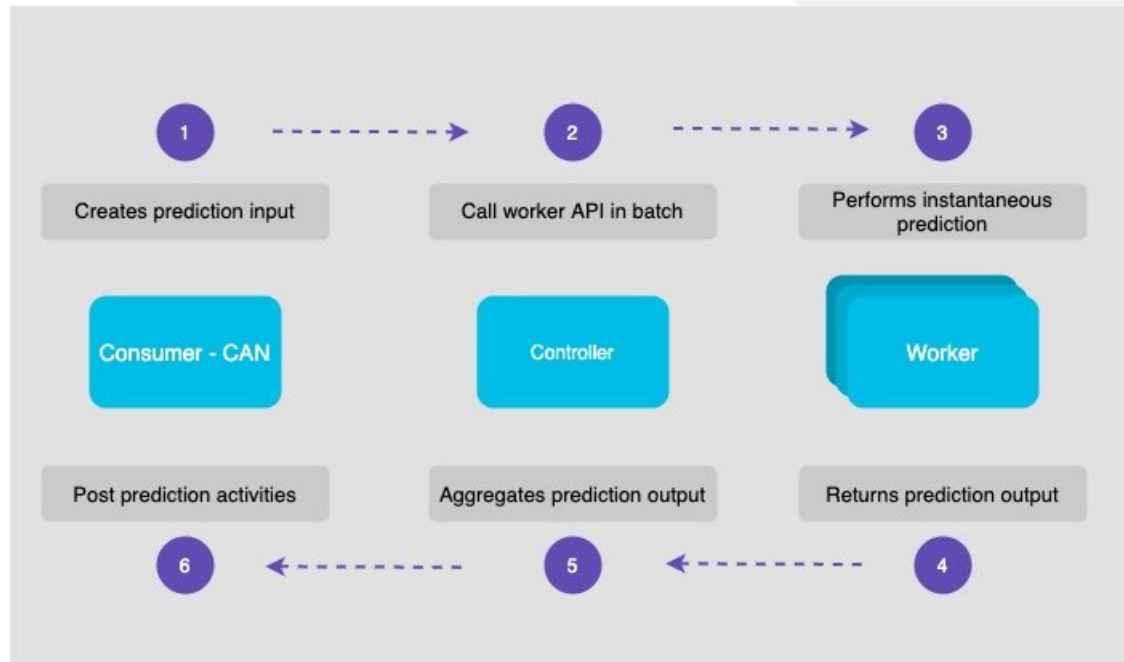 1
2
3
Creates prediction input
Call worker API in batch
Performs instantaneous
prediction
Consumer - CAN
Controller
Worker
Post prediction activities
Aggregates prediction output
Returns prediction output
6
5
4